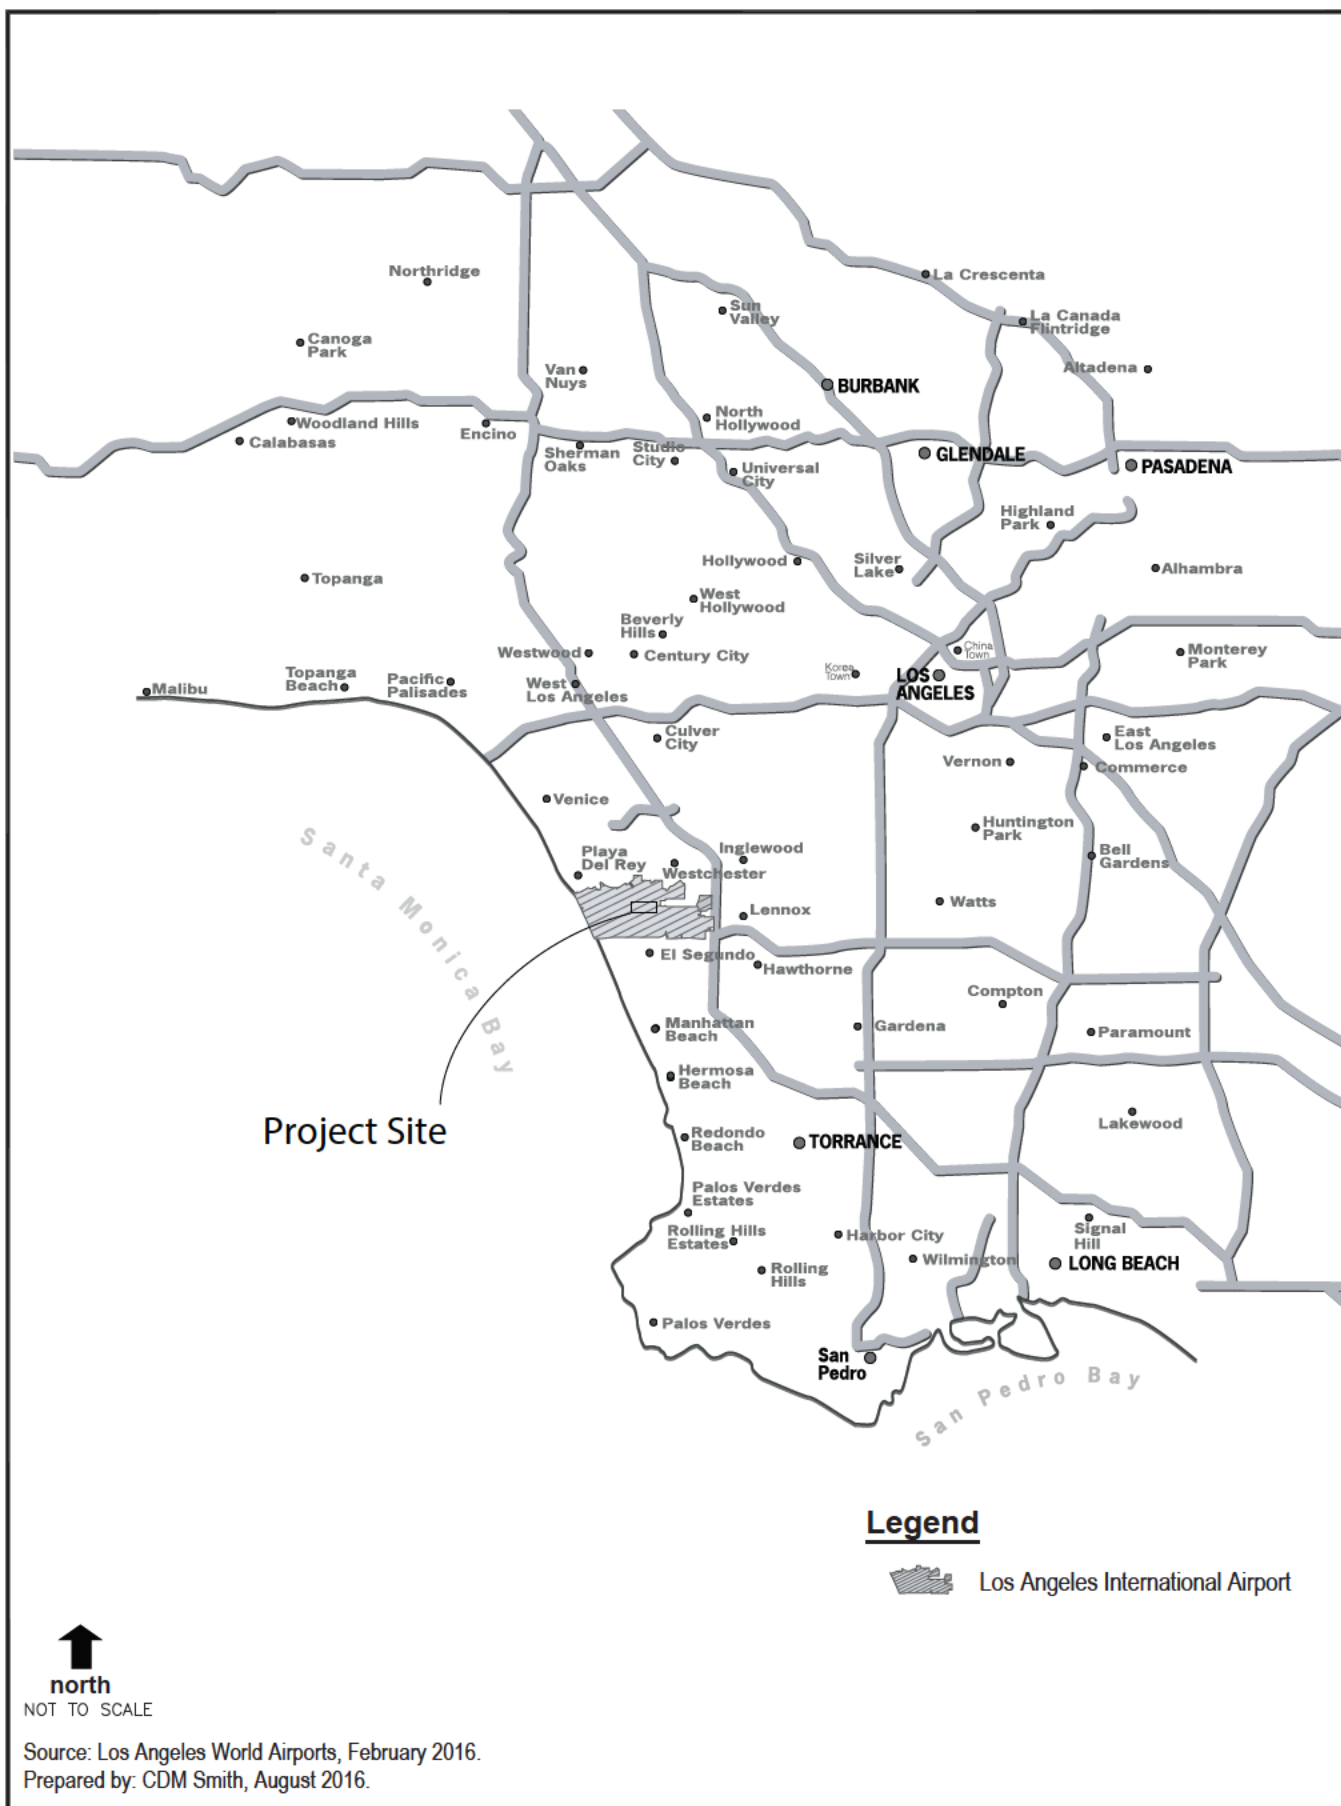 Northridge
La Crescenta
Sun
Valley
La Canada
Flintridge
Canoga
Park
Van
Nuys
Altadena
BURBANK
North
Hollywood
Woodland Hills
Encino
Calabasas
Sherman
Oaks
Studio
City
Universal
City
GLENDALE
PASADENA
Highland
Park
Hollywood
Silver
Lake
Alhambra
Topanga
West
Hollywood
Beverly
Hills
Westwood
Century City
China
Town
Monterey
Park
Korea
Town
LOS
ANGELES
Malibu
Topanga
Beach
Pacific
Palisades
West
Los Angeles
Culver
City
East
Los Angeles
Vernon
Commerce
Venice
Huntington
Park
Santa Monica Bay
Playa
Del Rey
Inglewood
Westchester
Bell
Gardens
Lennox
Watts
El Segundo
Hawthorne
Compton
Manhattan
Beach
Gardena
Paramount
Hermosa
Beach
Project Site
Redondo
Beach
TORRANCE
Lakewood
Palos Verdes
Estates
Rolling Hills
Estates
Harbor City
Signal
Hill
Wilmington
LONG BEACH
Rolling
Hills
Palos Verdes
San
Pedro
San Pedro Bay
Legend
Los Angeles International Airport
north
NOT TO SCALE
Source: Los Angeles World Airports, February 2016.
Prepared by: CDM Smith, August 2016.